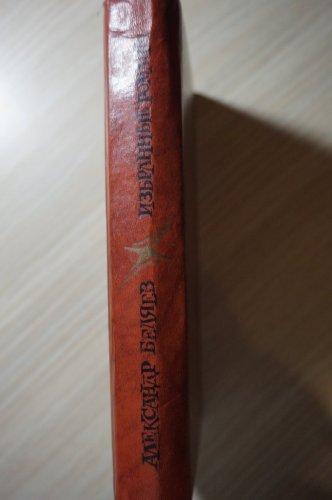 Александр Беляев
Избранные романы